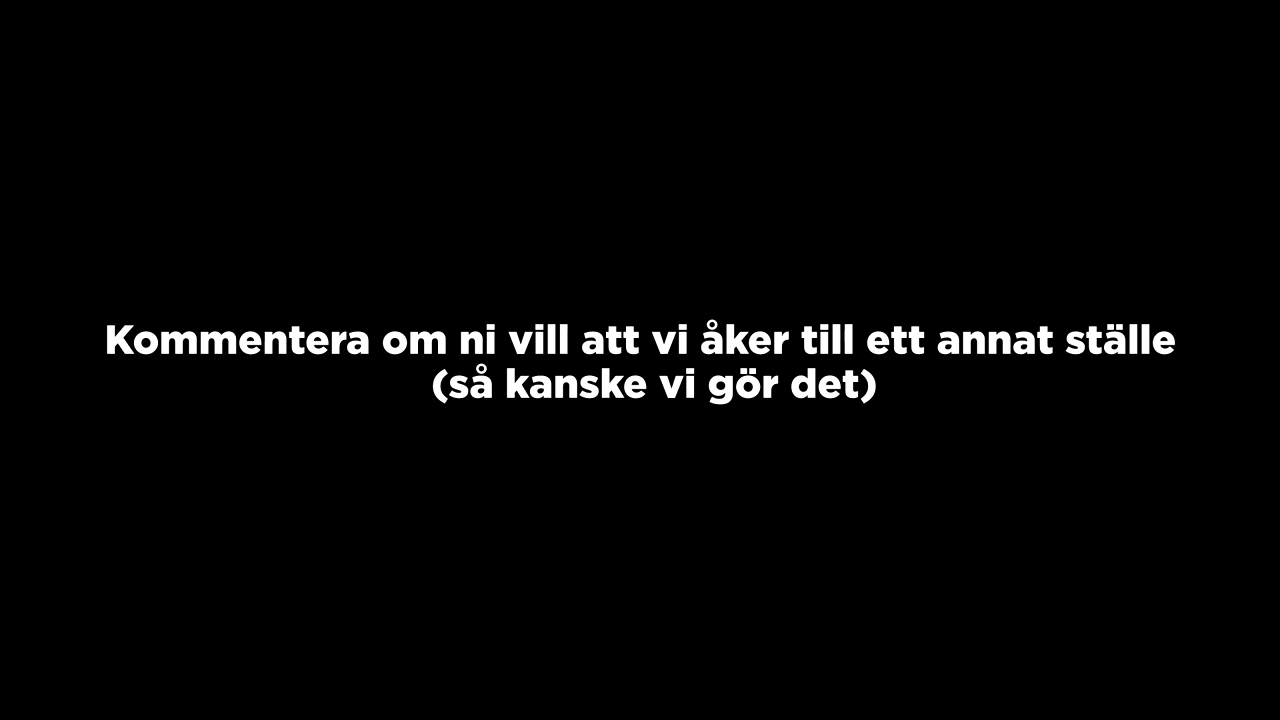 Kommentera om ni vill att vi åker till ett annat ställe
(så kanske vi gör det)